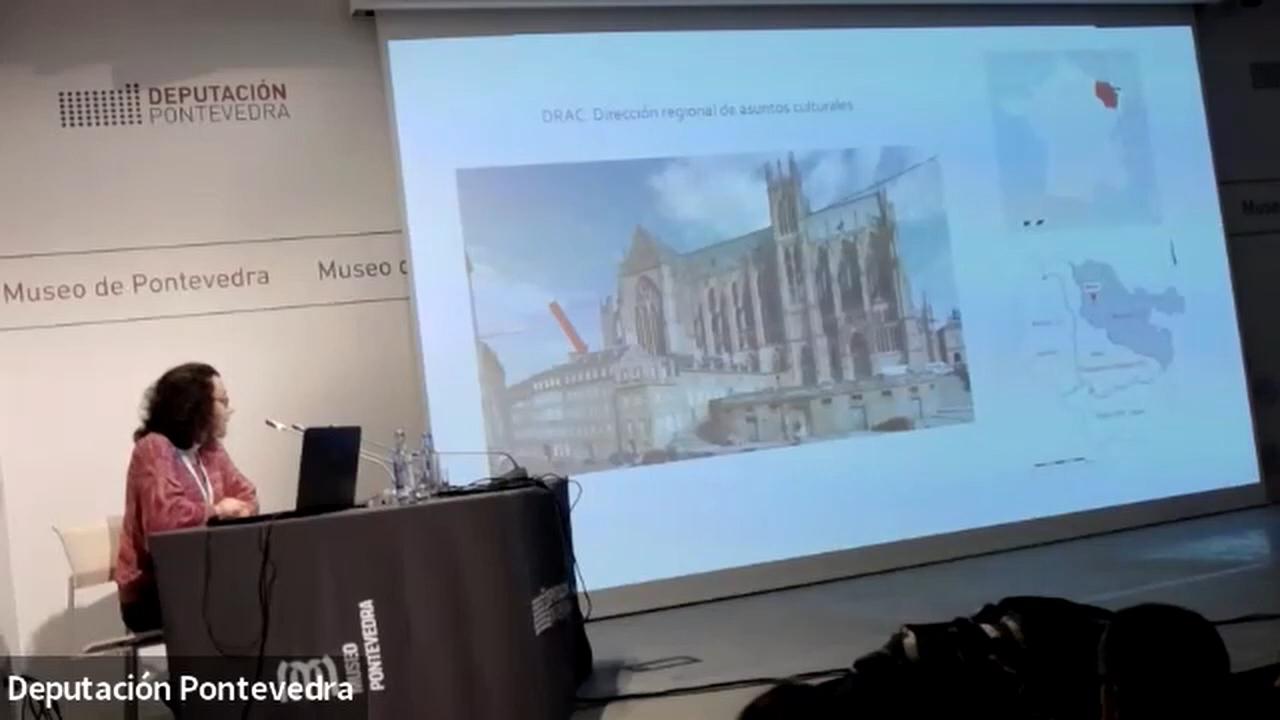 DEPUTACIÓN
PONTEVEDRA
DRAC: Dirección regional de asuntos culturales
Museo de Pontevedra
Museo
MUSEO
PONTEVEDRA
Deputación Pontevedra